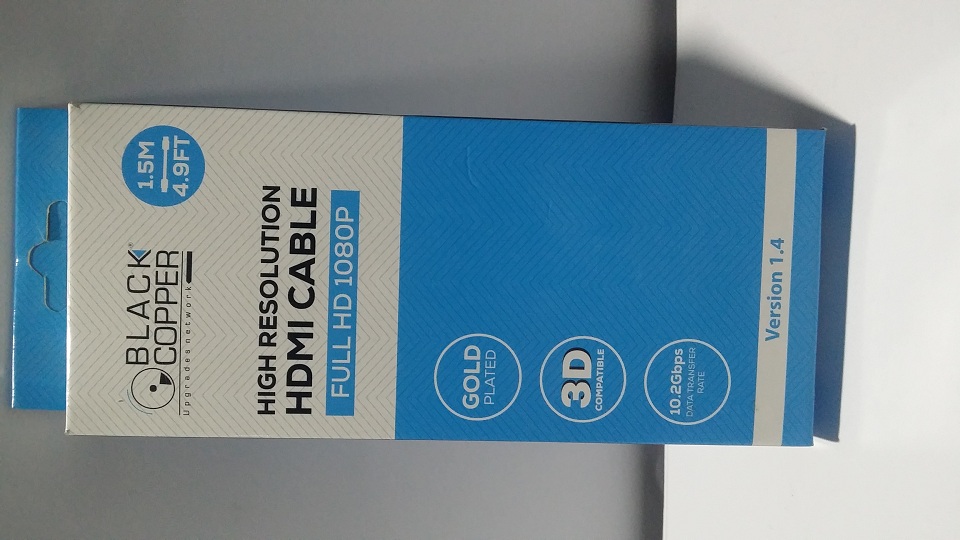 1.5M
4.9FT
BLACK®
COPPER
Upgrades network
HIGH RESOLUTION
HDMI CABLE
FULL HD 1080P
GOLD
PLATED
3D
COMPATIBLE
10.2Gbps
DATA TRANSFER
RATE
Version 1.4